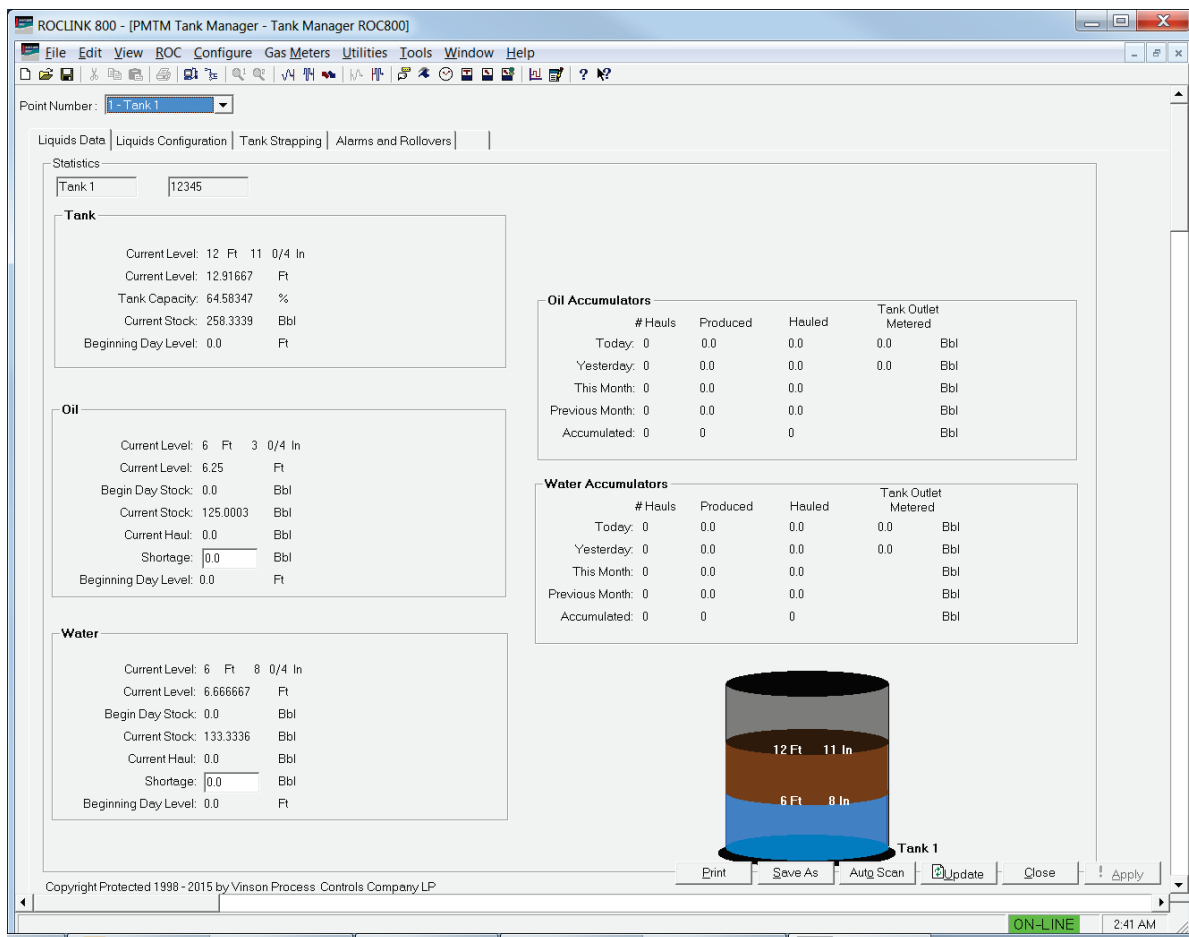 ROCLINK 800 - [PMTM Tank Manager - Tank Manager ROC800]
File Edit View ROC Configure Gas Meters Utilities Tools Window Help
Point Number : 1 - Tank 1
Liquids Data Liquids Configuration Tank Strapping Alarms and Rollovers
Statistics
Tank 1 12345
Tank
Current Level: 12 Ft 11 0/4 In
Current Level: 12.91667 Ft
Tank Capacity: 64.58347 %
Current Stock: 258.3339 Bbl
Beginning Day Level: 0.0 Ft
Oil
Current Level: 6 Ft 3 0/4 In
Current Level: 6.25 Ft
Begin Day Stock: 0.0 Bbl
Current Stock: 125.0003 Bbl
Current Haul: 0.0 Bbl
Shortage: 0.0 Bbl
Beginning Day Level: 0.0 Ft
Water
Current Level: 6 Ft 8 0/4 In
Current Level: 6.666667 Ft
Begin Day Stock: 0.0 Bbl
Current Stock: 133.3336 Bbl
Current Haul: 0.0 Bbl
Shortage: 0.0 Bbl
Beginning Day Level: 0.0 Ft
Oil Accumulators
Tank Outlet
# Hauls Produced Hauled Metered
Today: 0 0.0 0.0 0.0 Bbl
Yesterday: 0 0.0 0.0 0.0 Bbl
This Month: 0 0.0 0.0 Bbl
Previous Month: 0 0.0 0.0 Bbl
Accumulated: 0 0 0 Bbl
Water Accumulators
Tank Outlet
# Hauls Produced Hauled Metered
Today: 0 0.0 0.0 0.0 Bbl
Yesterday: 0 0.0 0.0 0.0 Bbl
This Month: 0 0.0 0.0 Bbl
Previous Month: 0 0.0 0.0 Bbl
Accumulated: 0 0 0 Bbl
12 Ft 11 In
6 Ft 8 In
Tank 1
Print Save As Auto Scan Update Close ! Apply
Copyright Protected 1998 - 2015 by Vinson Process Controls Company LP
ON-LINE 2:41 AM